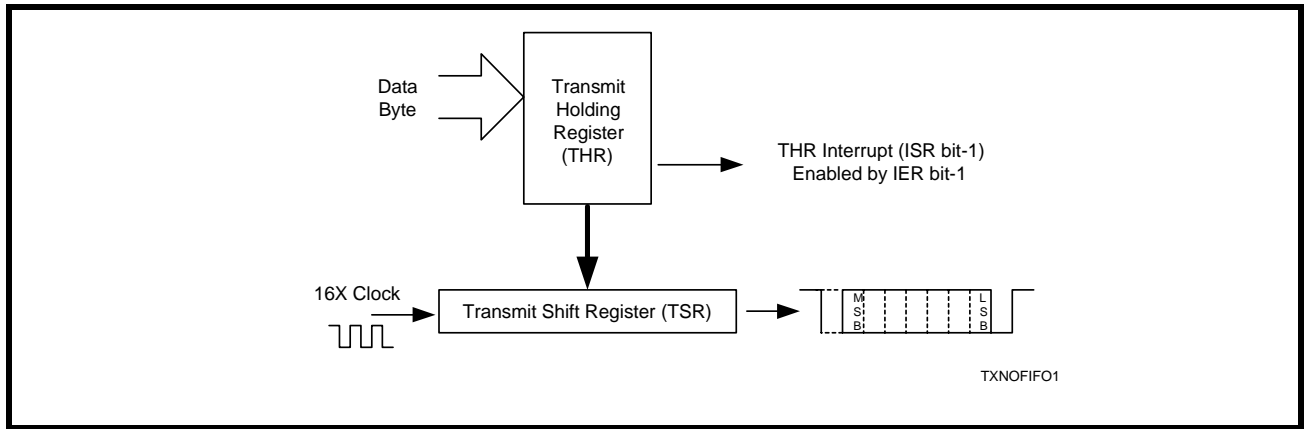 Data
Byte
Transmit
Holding
Register
(THR)
THR Interrupt (ISR bit-1)
Enabled by IER bit-1
16X Clock
Transmit Shift Register (TSR)
M
S
B
L
S
B
TXNOFIFO1